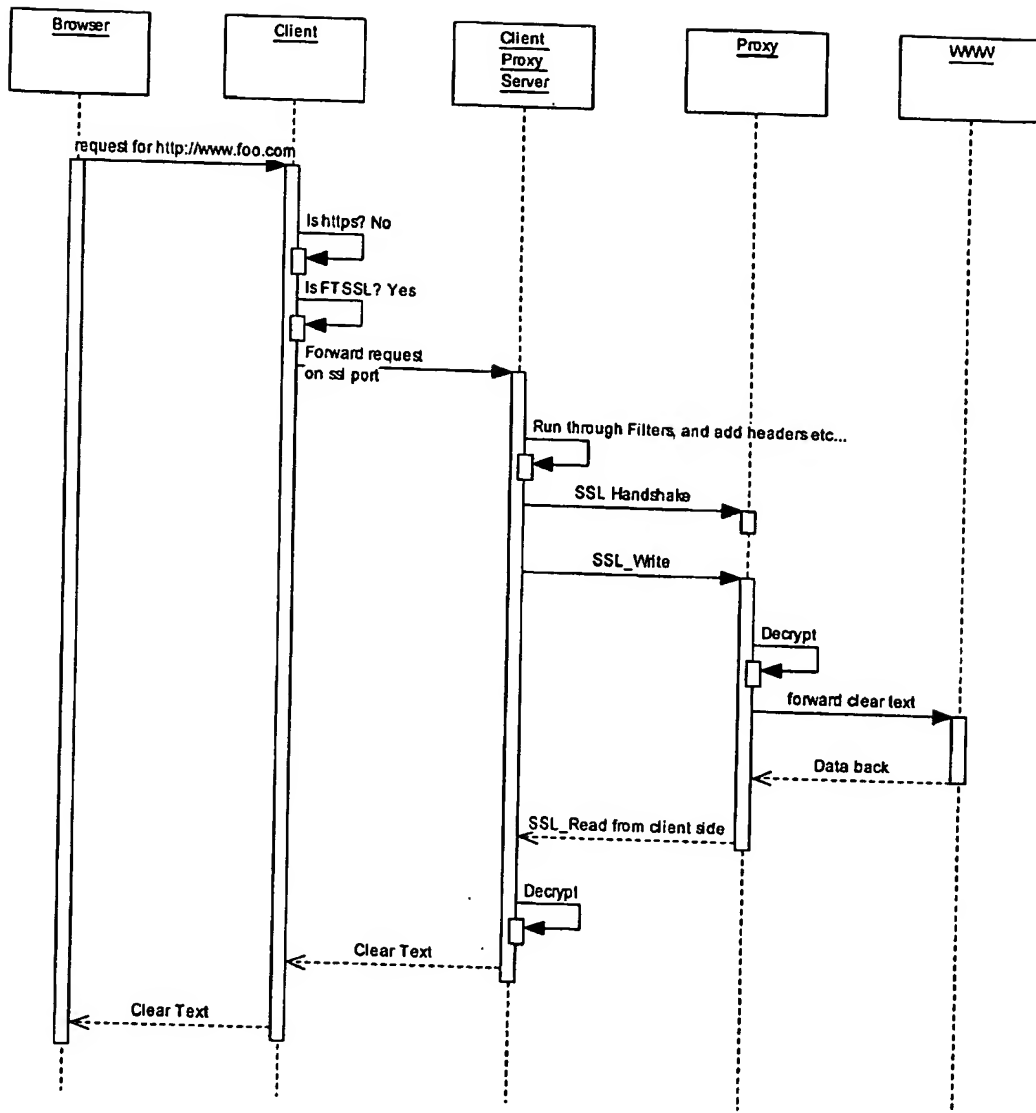 Browser
Client
Client
Proxy
Server
Proxy
WWW
request for http://www.foo.com
Is https? No
Is FTSSL? Yes
Forward request
on ssl port
Run through Filters, and add headers etc...
SSL Handshake
SSL_Write
Decrypt
forward clear text
Data back
SSL_Read from client side
Decrypt
Clear Text
Clear Text